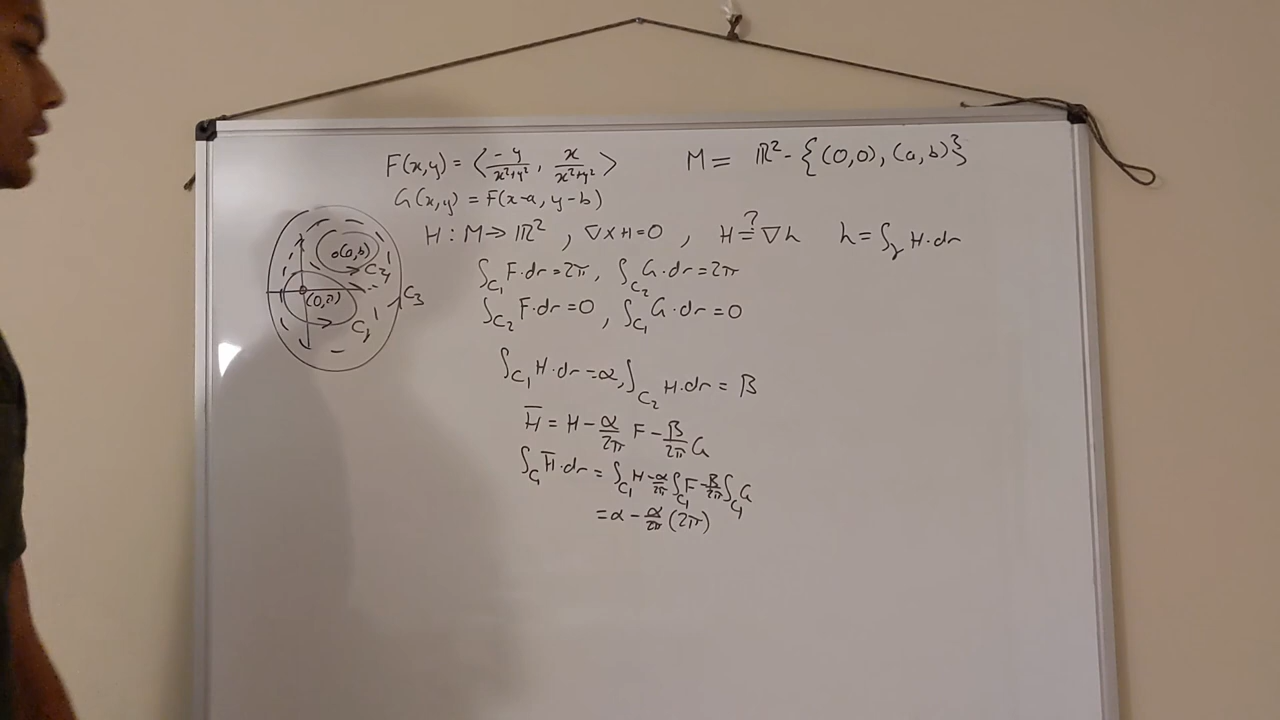 F(x,y) = ⟨-y/x²+y², x/x²+y²⟩ M = ℝ² - {(0,0), (a,b)}
G(x,y) = F(x-a, y-b)
H : M → ℝ², ∇×H=0, H ?= ∇h h = ∫_γ H·dr
∫_C₁ F·dr = 2π, ∫_C₂ G·dr = 2π
∫_C₂ F·dr = 0, ∫_C₁ G·dr = 0
∫_C₁ H·dr = α, ∫_C₂ H·dr = β
H̅ = H - α/2π F - β/2π G
∫_C₁ H̅·dr = ∫_C₁ H - α/2π ∫_C₁ F - β/2π ∫_C₁ G
= α - α/2π (2π)
(a,b)
C₂
(0,0)
C₃
C₁